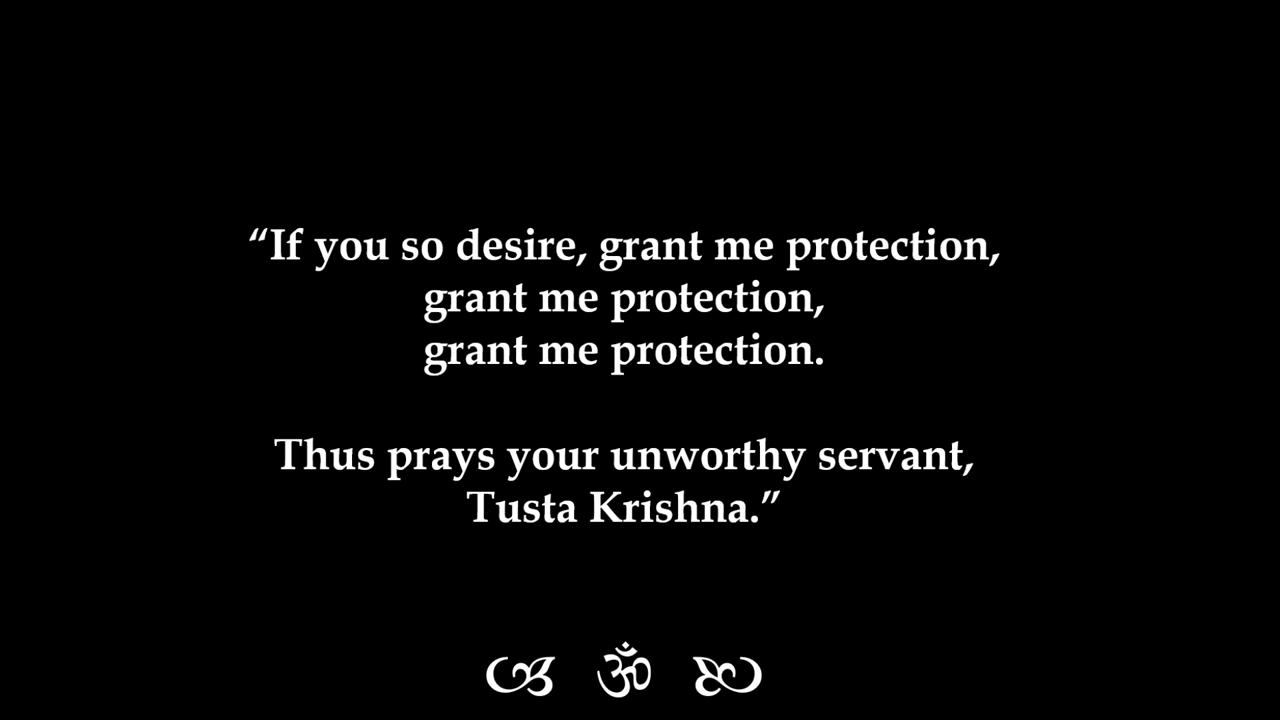 “If you so desire, grant me protection,
grant me protection,
grant me protection.
Thus prays your unworthy servant,
Tusta Krishna.”
ॐ